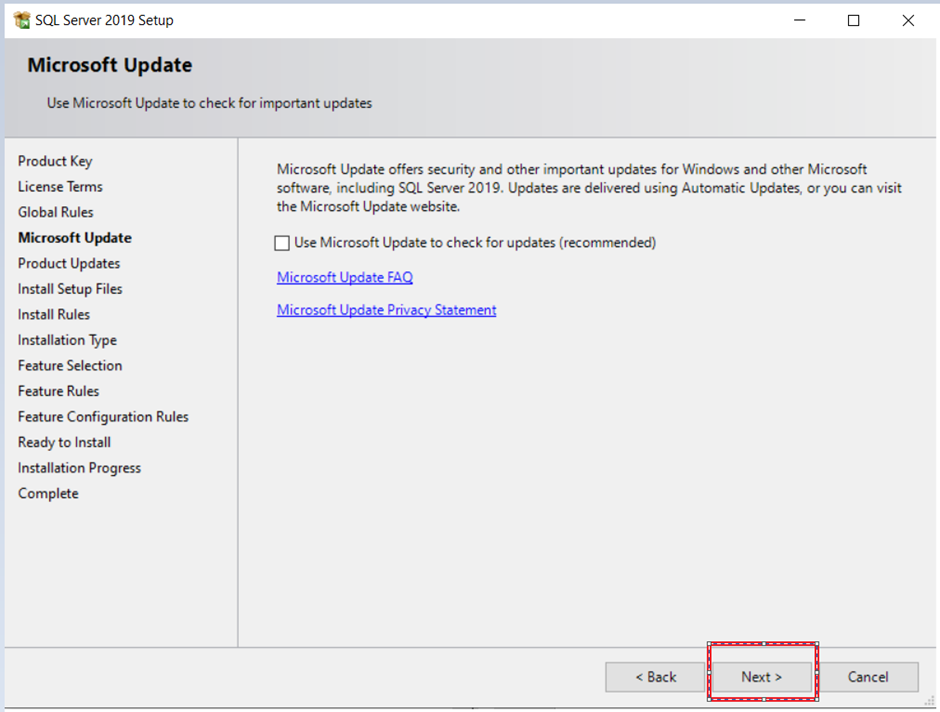 SQL Server 2019 Setup
Microsoft Update
Use Microsoft Update to check for important updates
Product Key
License Terms
Global Rules
Microsoft Update
Product Updates
Install Setup Files
Install Rules
Installation Type
Feature Selection
Feature Rules
Feature Configuration Rules
Ready to Install
Installation Progress
Complete
Microsoft Update offers security and other important updates for Windows and other Microsoft
software, including SQL Server 2019. Updates are delivered using Automatic Updates, or you can visit
the Microsoft Update website.
Use Microsoft Update to check for updates (recommended)
Microsoft Update FAQ
Microsoft Update Privacy Statement
< Back
Next >
Cancel